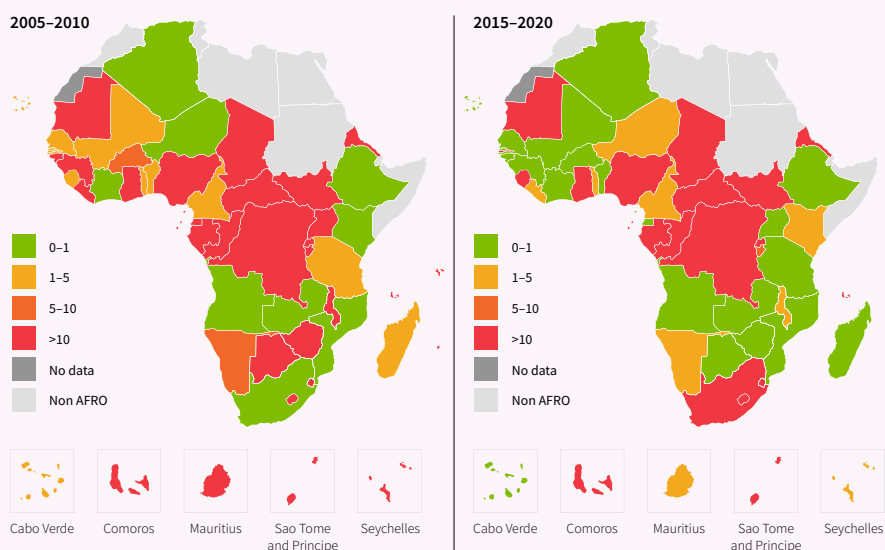 2005–2010
0–1
1–5
5–10
>10
No data
Non AFRO
Cabo Verde
Comoros
Mauritius
Sao Tome
and Principe
Seychelles
2015–2020
0–1
1–5
5–10
>10
No data
Non AFRO
Cabo Verde
Comoros
Mauritius
Sao Tome
and Principe
Seychelles